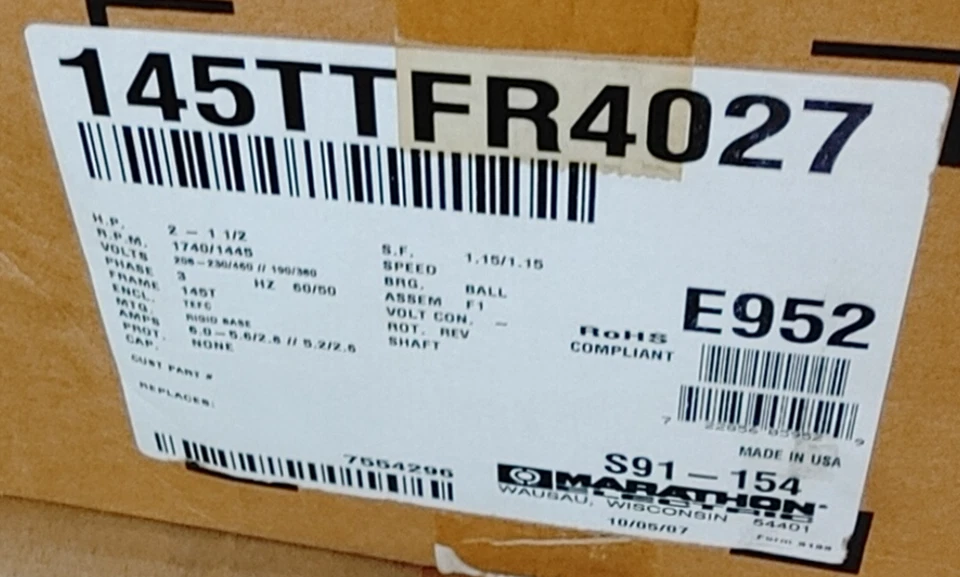 145TTFR4027
H.P. 2 - 1 1/2
R.P.M. 1740/1445
VOLTS 208-230/460 // 190/380
PHASE 3 HZ 60/50
FRAME 145T
ENCL. TEFC
MTG. RIGID BASE
AMPS 6.0-5.6/2.8 // 5.2/2.6
PROT. NONE
CAP.
CUST PART #
REPLACES:
S.F. 1.15/1.15
SPEED
BRG. BALL
ASSEM F1
VOLT CON. -
ROT. REV
SHAFT
RoHS
COMPLIANT
E952
MADE IN USA
7554296
S91-154
MARATHON
ELECTRIC
WAUSAU, WISCONSIN 54401
10/05/07